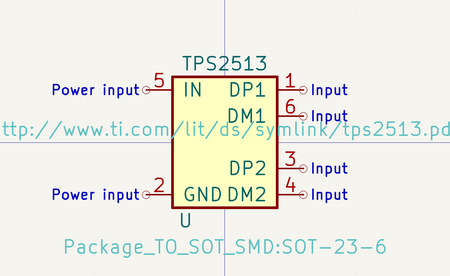 TPS2513
Power input 5 IN DP1 1 Input
DM1 6 Input
ttp://www.ti.com/lit/ds/symlink/tps2513.pd
DP2 3 Input
Power input 2 GND DM2 4 Input
U
Package_TO_SOT_SMD:SOT-23-6